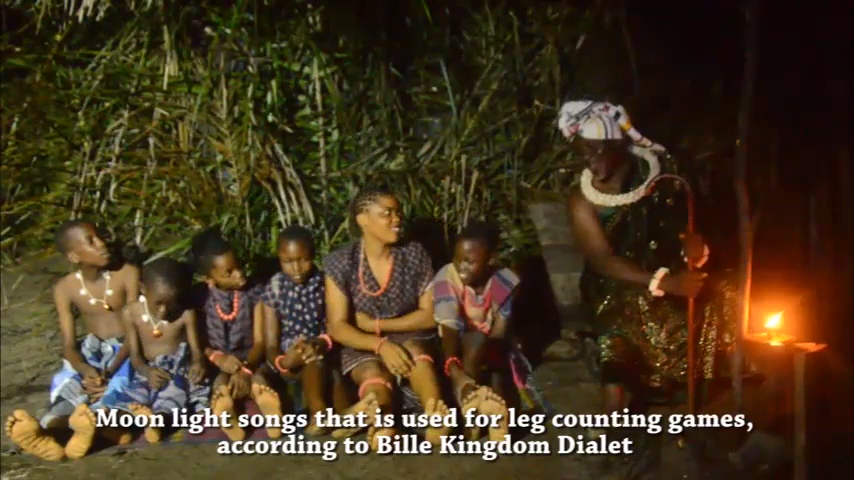 Moon light songs that is used for leg counting games,
according to Bille Kingdom Dialet